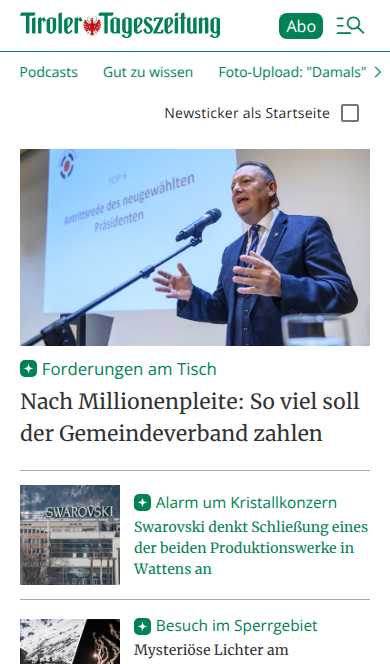 Tiroler Tageszeitung
Abo
Podcasts Gut zu wissen Foto-Upload: "Damals"
Newsticker als Startseite
TOP 6
Amtritsrede des neugewählten
Präsidenten
Forderungen am Tisch
Nach Millionenpleite: So viel soll
der Gemeindeverband zahlen
SWAROVSKI
Alarm um Kristallkonzern
Swarovski denkt Schließung eines
der beiden Produktionswerke in
Wattens an
Besuch im Sperrgebiet
Mysteriöse Lichter am